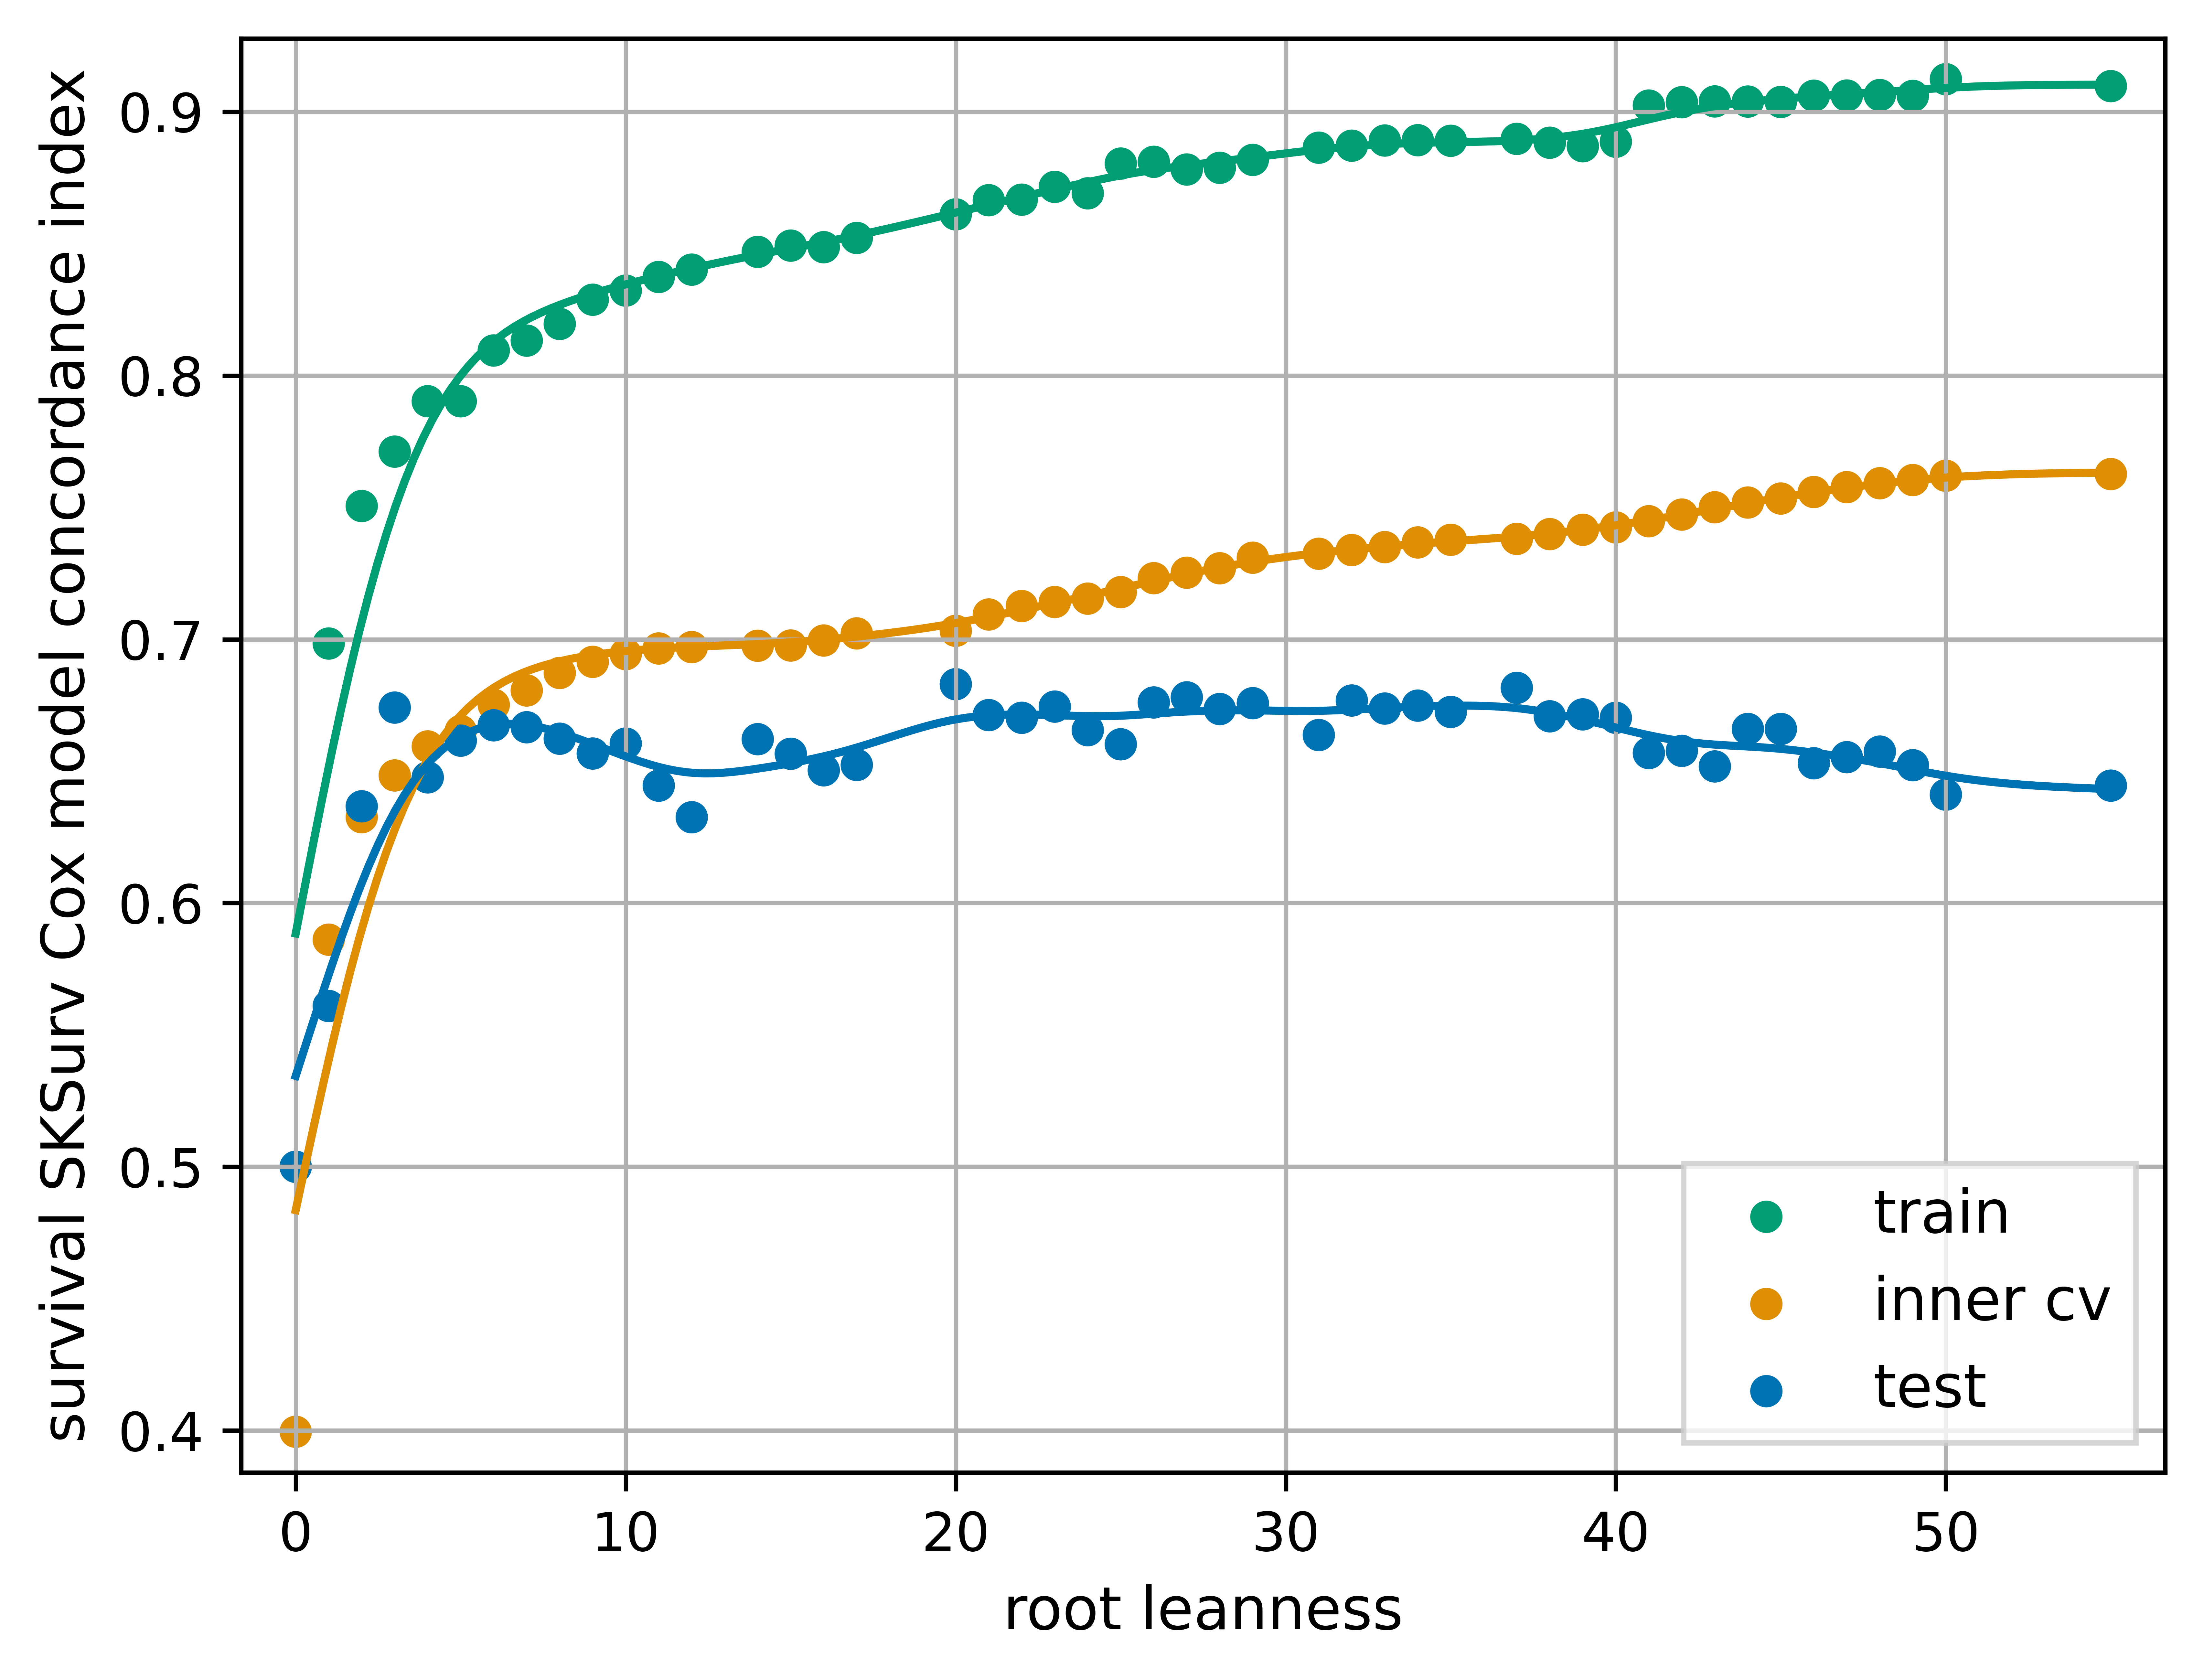 survival SKSurv Cox model concordance index
0.9
0.8
0.7
0.6
0.5
0.4
train
inner cv
test
0 10 20 30 40 50
root leanness